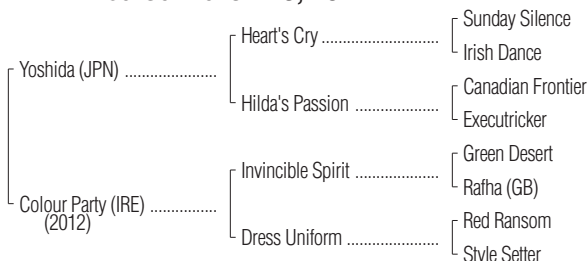 Sunday Silence
Heart's Cry ........................
Irish Dance
Yoshida (JPN) ...................
Canadian Frontier
Hilda's Passion .................
Executricker
Green Desert
Invincible Spirit .................
Rafha (GB)
Colour Party (IRE) ..............
(2012)
Red Ransom
Dress Uniform ..................
Style Setter